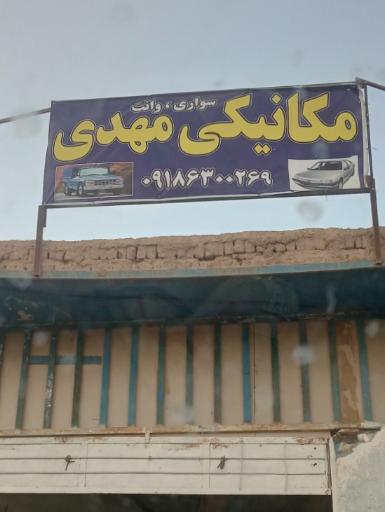 سواری، وانت
مکانیکی مهدی
۰۹۱۸۶۳۰۰۲۶۹